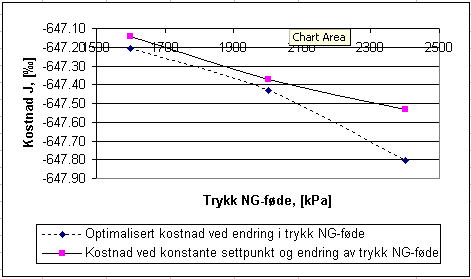 -647.10
-647.20
-647.30
-647.40
-647.50
-647.60
-647.70
-647.80
-647.90
1500 1700 1900 2300 2500
Chart Area
Kostnad J, [‰]
Trykk NG-føde, [kPa]
Optimalisert kostnad ved endring i trykk NG-føde
Kostnad ved konstante settpunkt og endring av trykk NG-føde